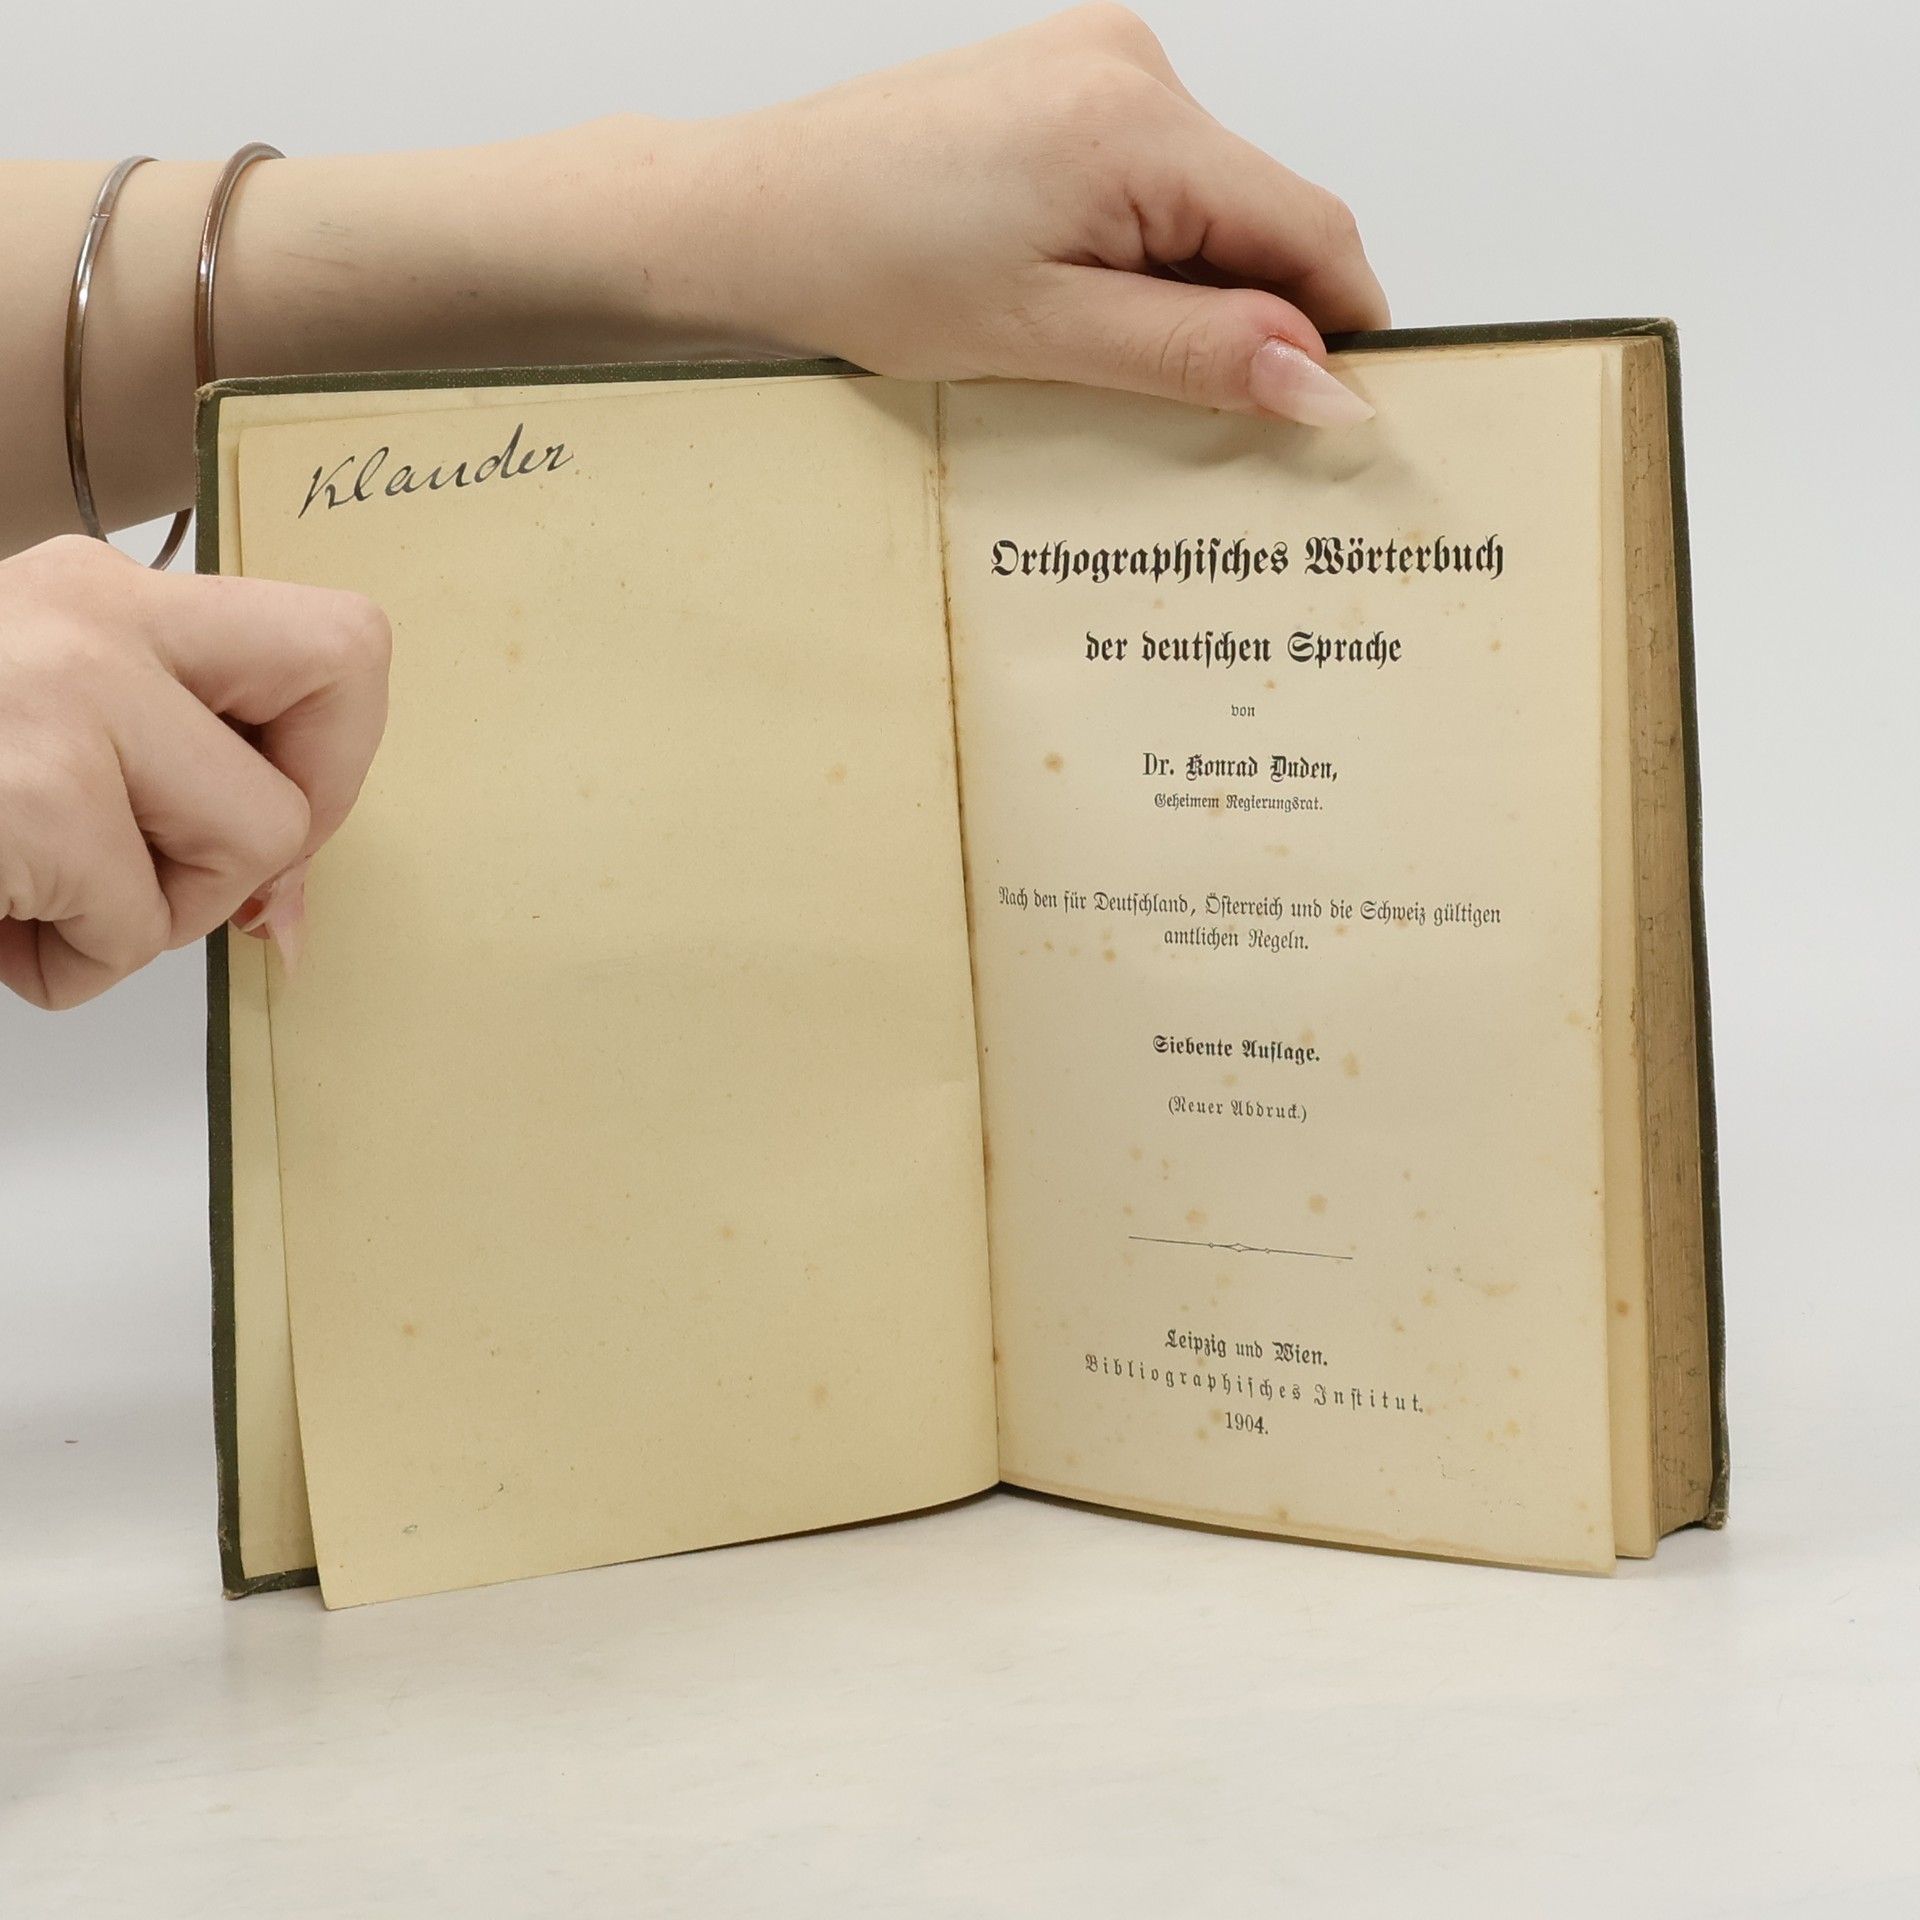 Klander
Orthographisches Wörterbuch
der deutschen Sprache
von
Dr. Konrad Duden,
Geheimem Regierungsrat.
Nach den für Deutschland, Österreich und die Schweiz gültigen
amtlichen Regeln.
Siebente Auflage.
(Neuer Abdruck.)
Leipzig und Wien.
Bibliographisches Institut.
1904.